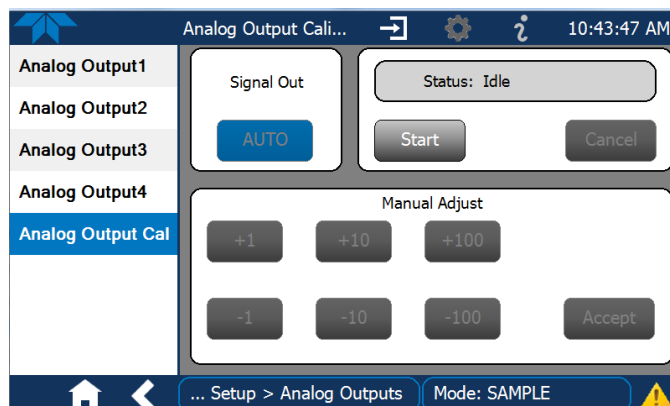 Analog Output Cali...
10:43:47 AM
Analog Output1
Analog Output2
Analog Output3
Analog Output4
Analog Output Cal
Signal Out
AUTO
Status: Idle
Start
Cancel
Manual Adjust
+1
+10
+100
-1
-10
-100
Accept
... Setup > Analog Outputs
Mode: SAMPLE